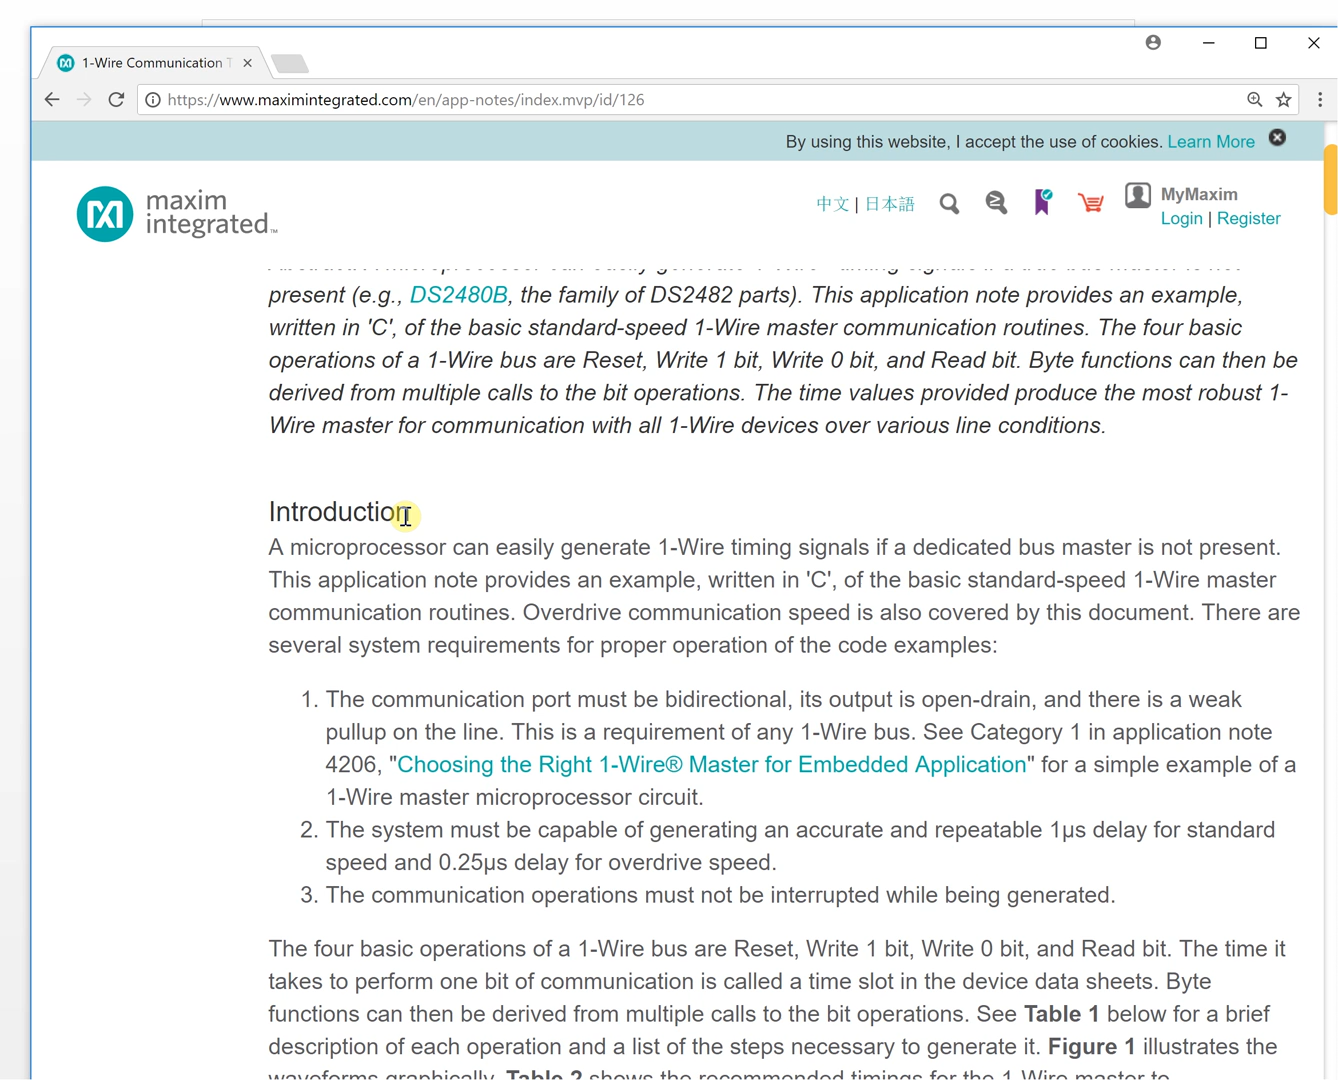 1-Wire Communication T
https://www.maximintegrated.com/en/app-notes/index.mvp/id/126
By using this website, I accept the use of cookies. Learn More
maxim
integrated™
中文 | 日本語
MyMaxim
Login | Register
present (e.g., DS2480B, the family of DS2482 parts). This application note provides an example,
written in 'C', of the basic standard-speed 1-Wire master communication routines. The four basic
operations of a 1-Wire bus are Reset, Write 1 bit, Write 0 bit, and Read bit. Byte functions can then be
derived from multiple calls to the bit operations. The time values provided produce the most robust 1-
Wire master for communication with all 1-Wire devices over various line conditions.
Introduction
A microprocessor can easily generate 1-Wire timing signals if a dedicated bus master is not present.
This application note provides an example, written in 'C', of the basic standard-speed 1-Wire master
communication routines. Overdrive communication speed is also covered by this document. There are
several system requirements for proper operation of the code examples:
1. The communication port must be bidirectional, its output is open-drain, and there is a weak
pullup on the line. This is a requirement of any 1-Wire bus. See Category 1 in application note
4206, "Choosing the Right 1-Wire® Master for Embedded Application" for a simple example of a
1-Wire master microprocessor circuit.
2. The system must be capable of generating an accurate and repeatable 1µs delay for standard
speed and 0.25µs delay for overdrive speed.
3. The communication operations must not be interrupted while being generated.
The four basic operations of a 1-Wire bus are Reset, Write 1 bit, Write 0 bit, and Read bit. The time it
takes to perform one bit of communication is called a time slot in the device data sheets. Byte
functions can then be derived from multiple calls to the bit operations. See Table 1 below for a brief
description of each operation and a list of the steps necessary to generate it. Figure 1 illustrates the
waveforms graphically. Table 2 shows the recommended timings for the 1-Wire master to